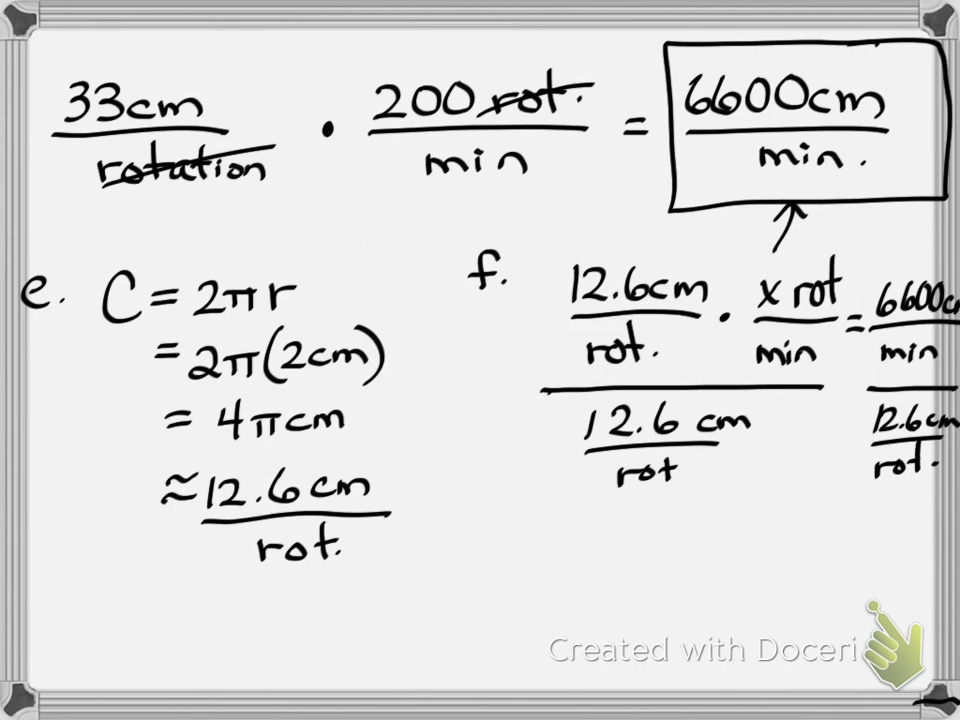 33cm/rotation · 200 rot./min = 6600cm/min.
e. C = 2πr
= 2π(2cm)
= 4πcm
≈ 12.6cm/rot.
f. 12.6cm/rot. · x rot/min = 6600cm/min
12.6 cm/rot 12.6cm/rot.
Created with Doceri